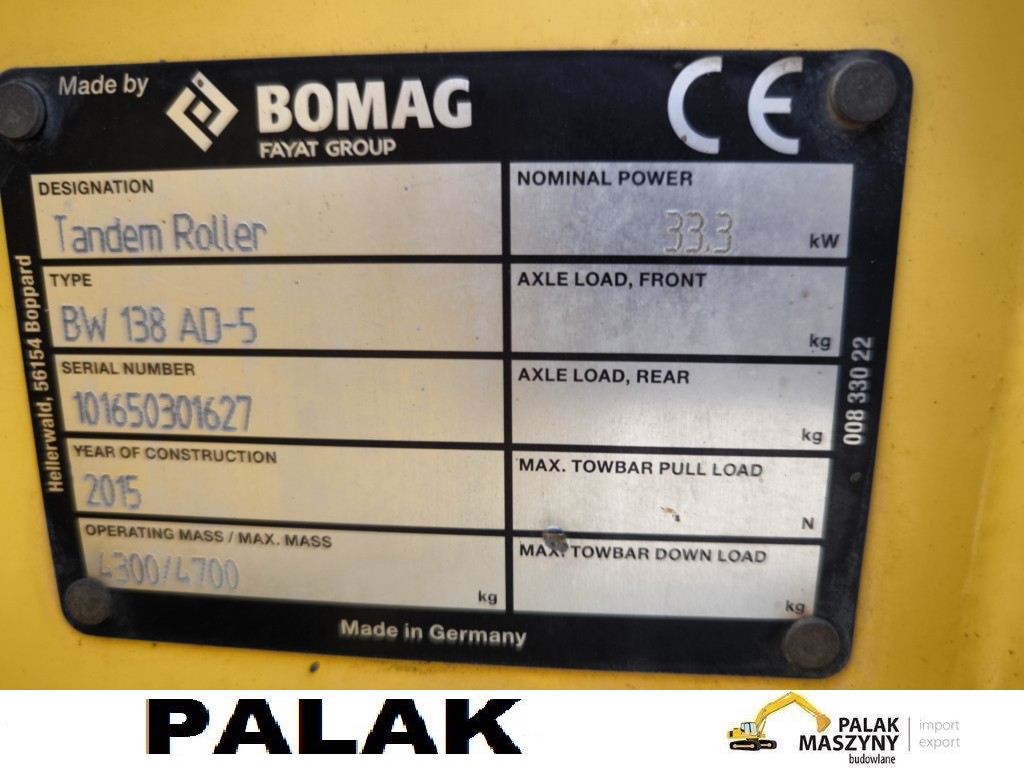 Made by
BOMAG
FAYAT GROUP
CE
DESIGNATION
Tandem Roller
NOMINAL POWER
33.3 kW
TYPE
BW 138 AD-5
AXLE LOAD, FRONT
kg
SERIAL NUMBER
101650301627
AXLE LOAD, REAR
kg
YEAR OF CONSTRUCTION
2015
MAX. TOWBAR PULL LOAD
N
OPERATING MASS / MAX. MASS
4300/4700 kg
MAX. TOWBAR DOWN LOAD
kg
Made in Germany
Hellerwald, 56154 Boppard
008 330 22
PALAK
PALAK
MASZYNY
budowlane
import
export